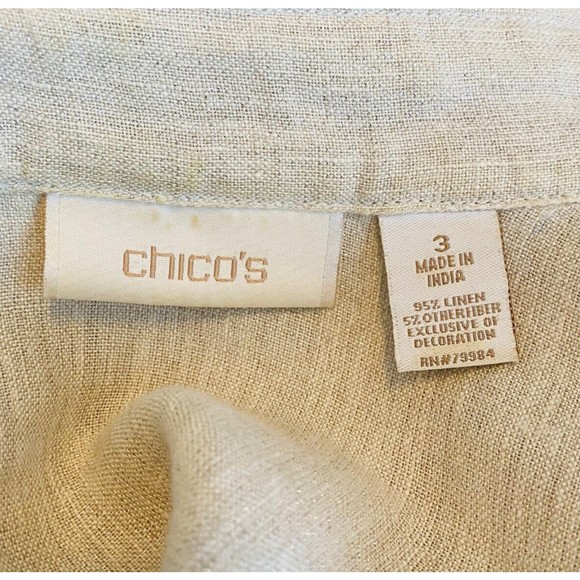 chico's
3
MADE IN
INDIA
95% LINEN
5% OTHERFIBER
EXCLUSIVE OF
DECORATION
RN#79984